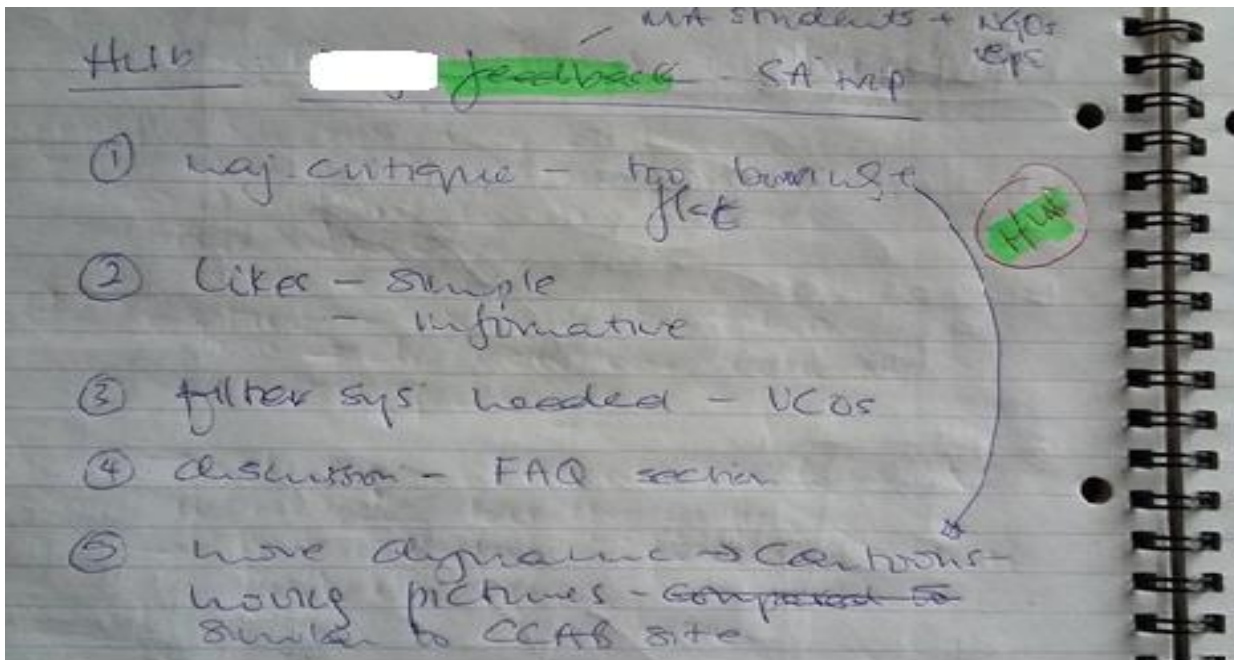 MA students + NGOs
reps
Hub feedback - SA trip
① maj. critique - too boring &
flat
HUB
② Likes - simple
- informative
③ filter sys needed - VCOs
④ discussion - FAQ section
⑤ more dynamic → Cartoons -
moving pictures - compared to
similar to CCAB site